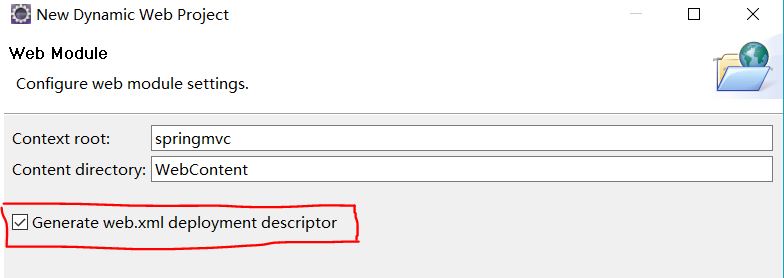 New Dynamic Web Project
Web Module
Configure web module settings.
Context root: springmvc
Content directory: WebContent
Generate web.xml deployment descriptor